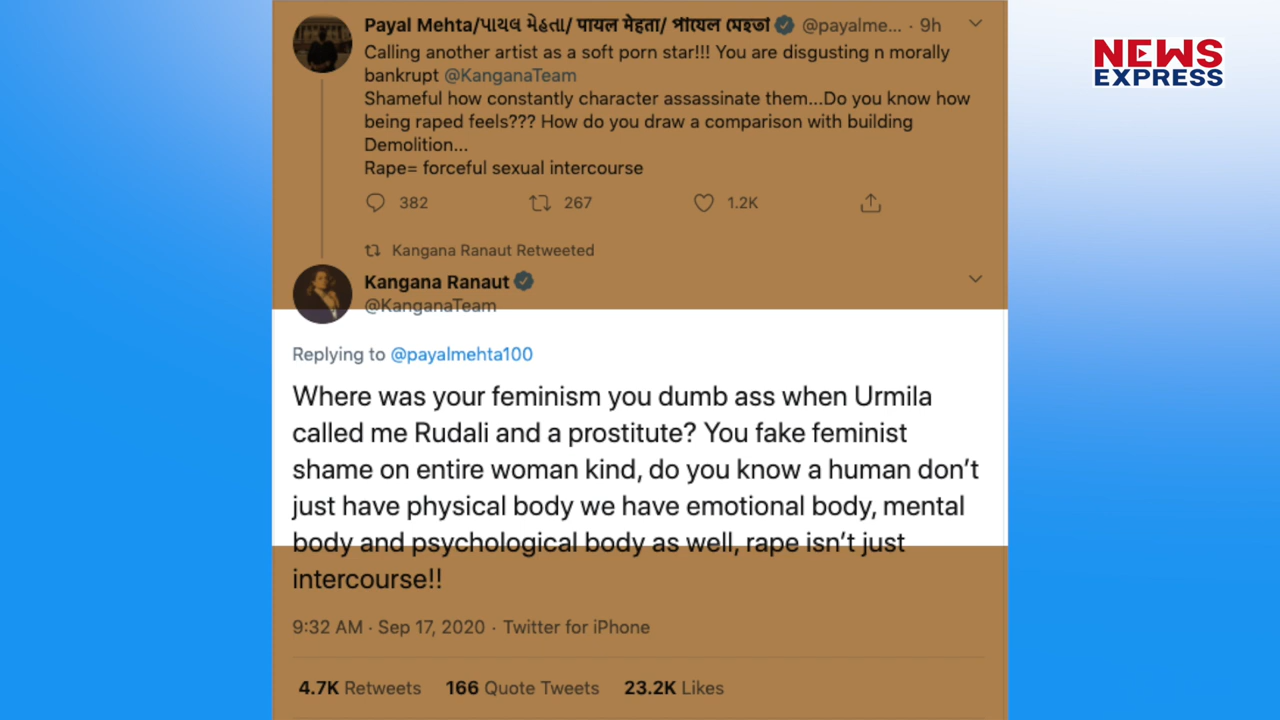 Payal Mehta/પાયલ મેહતા/ पायल मेहता/ পায়েল মেহতা @payalme... · 9h
Calling another artist as a soft porn star!!! You are disgusting n morally
bankrupt @KanganaTeam
Shameful how constantly character assassinate them...Do you know how
being raped feels??? How do you draw a comparison with building
Demolition...
Rape= forceful sexual intercourse
382 267 1.2K
Kangana Ranaut Retweeted
Kangana Ranaut
@KanganaTeam
Replying to @payalmehta100
Where was your feminism you dumb ass when Urmila
called me Rudali and a prostitute? You fake feminist
shame on entire woman kind, do you know a human don't
just have physical body we have emotional body, mental
body and psychological body as well, rape isn't just
intercourse!!
9:32 AM · Sep 17, 2020 · Twitter for iPhone
4.7K Retweets 166 Quote Tweets 23.2K Likes
NEWS
EXPRESS